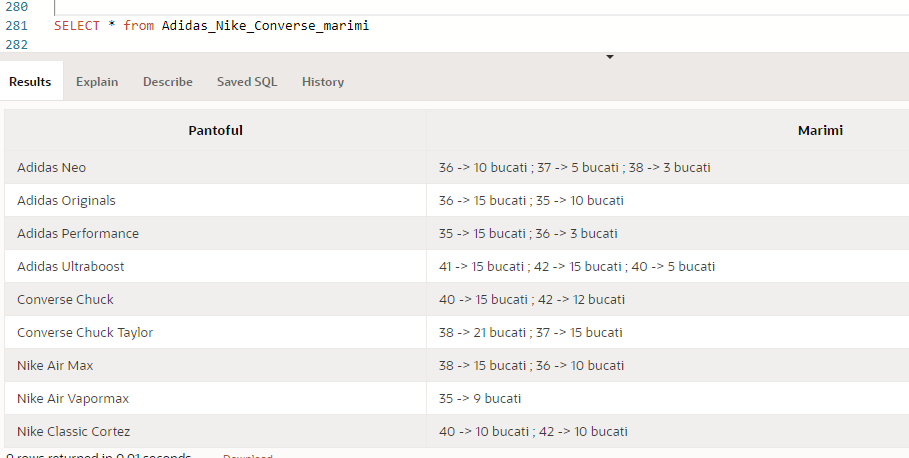 280
281 SELECT * from Adidas_Nike_Converse_marimi
282
Results Explain Describe Saved SQL History
Pantoful Marimi
Adidas Neo 36 -> 10 bucati ; 37 -> 5 bucati ; 38 -> 3 bucati
Adidas Originals 36 -> 15 bucati ; 35 -> 10 bucati
Adidas Performance 35 -> 15 bucati ; 36 -> 3 bucati
Adidas Ultraboost 41 -> 15 bucati ; 42 -> 15 bucati ; 40 -> 5 bucati
Converse Chuck 40 -> 15 bucati ; 42 -> 12 bucati
Converse Chuck Taylor 38 -> 21 bucati ; 37 -> 15 bucati
Nike Air Max 38 -> 15 bucati ; 36 -> 10 bucati
Nike Air Vapormax 35 -> 9 bucati
Nike Classic Cortez 40 -> 10 bucati ; 42 -> 10 bucati
9 rows returned in 0.01 seconds Download